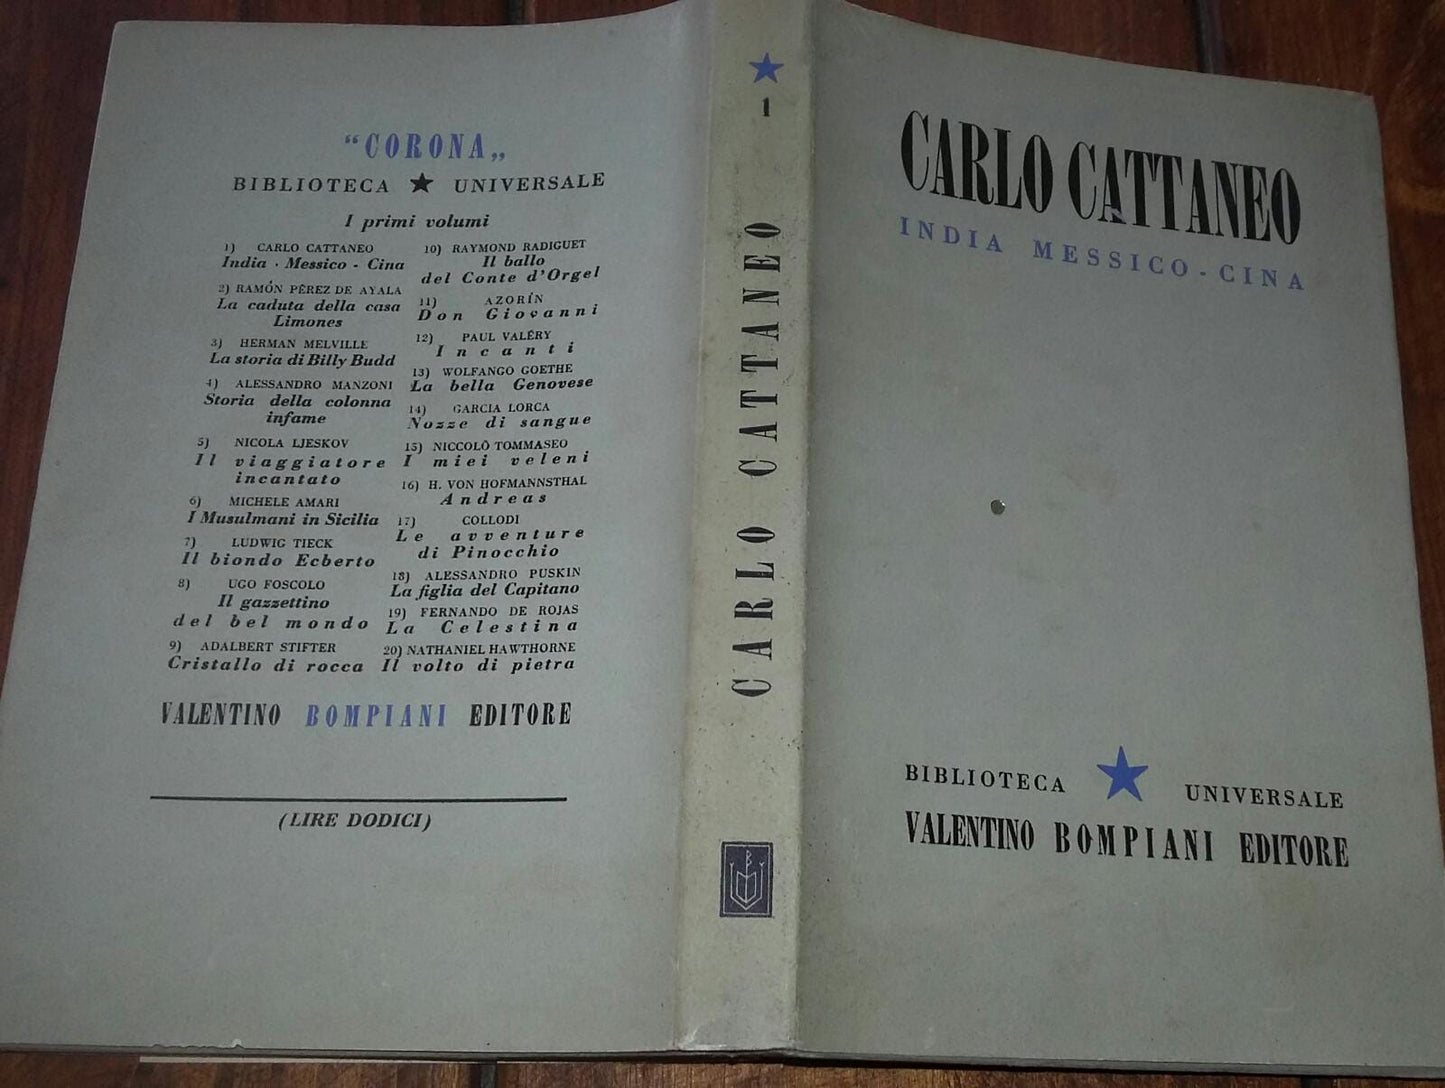 “CORONA„
BIBLIOTECA ★ UNIVERSALE
I primi volumi
1) CARLO CATTANEO
India · Messico - Cina
2) RAMÓN PÉREZ DE AYALA
La caduta della casa
Limones
3) HERMAN MELVILLE
La storia di Billy Budd
4) ALESSANDRO MANZONI
Storia della colonna
infame
5) NICOLA LJESKOV
Il viaggiatore
incantato
6) MICHELE AMARI
I Musulmani in Sicilia
7) LUDWIG TIECK
Il biondo Ecberto
8) UGO FOSCOLO
Il gazzettino
del bel mondo
9) ADALBERT STIFTER
Cristallo di rocca
10) RAYMOND RADIGUET
Il ballo
del Conte d'Orgel
11) AZORÍN
Don Giovanni
12) PAUL VALÉRY
Incanti
13) WOLFANGO GOETHE
La bella Genovese
14) GARCIA LORCA
Nozze di sangue
15) NICCOLÒ TOMMASEO
I miei veleni
16) H. VON HOFMANNSTHAL
Andreas
17) COLLODI
Le avventure
di Pinocchio
18) ALESSANDRO PUSKIN
La figlia del Capitano
19) FERNANDO DE ROJAS
La Celestina
20) NATHANIEL HAWTHORNE
Il volto di pietra
VALENTINO BOMPIANI EDITORE
(LIRE DODICI)
1
CARLO CATTANEO
B
CARLO CATTANEO
INDIA MESSICO - CINA
BIBLIOTECA ★ UNIVERSALE
VALENTINO BOMPIANI EDITORE